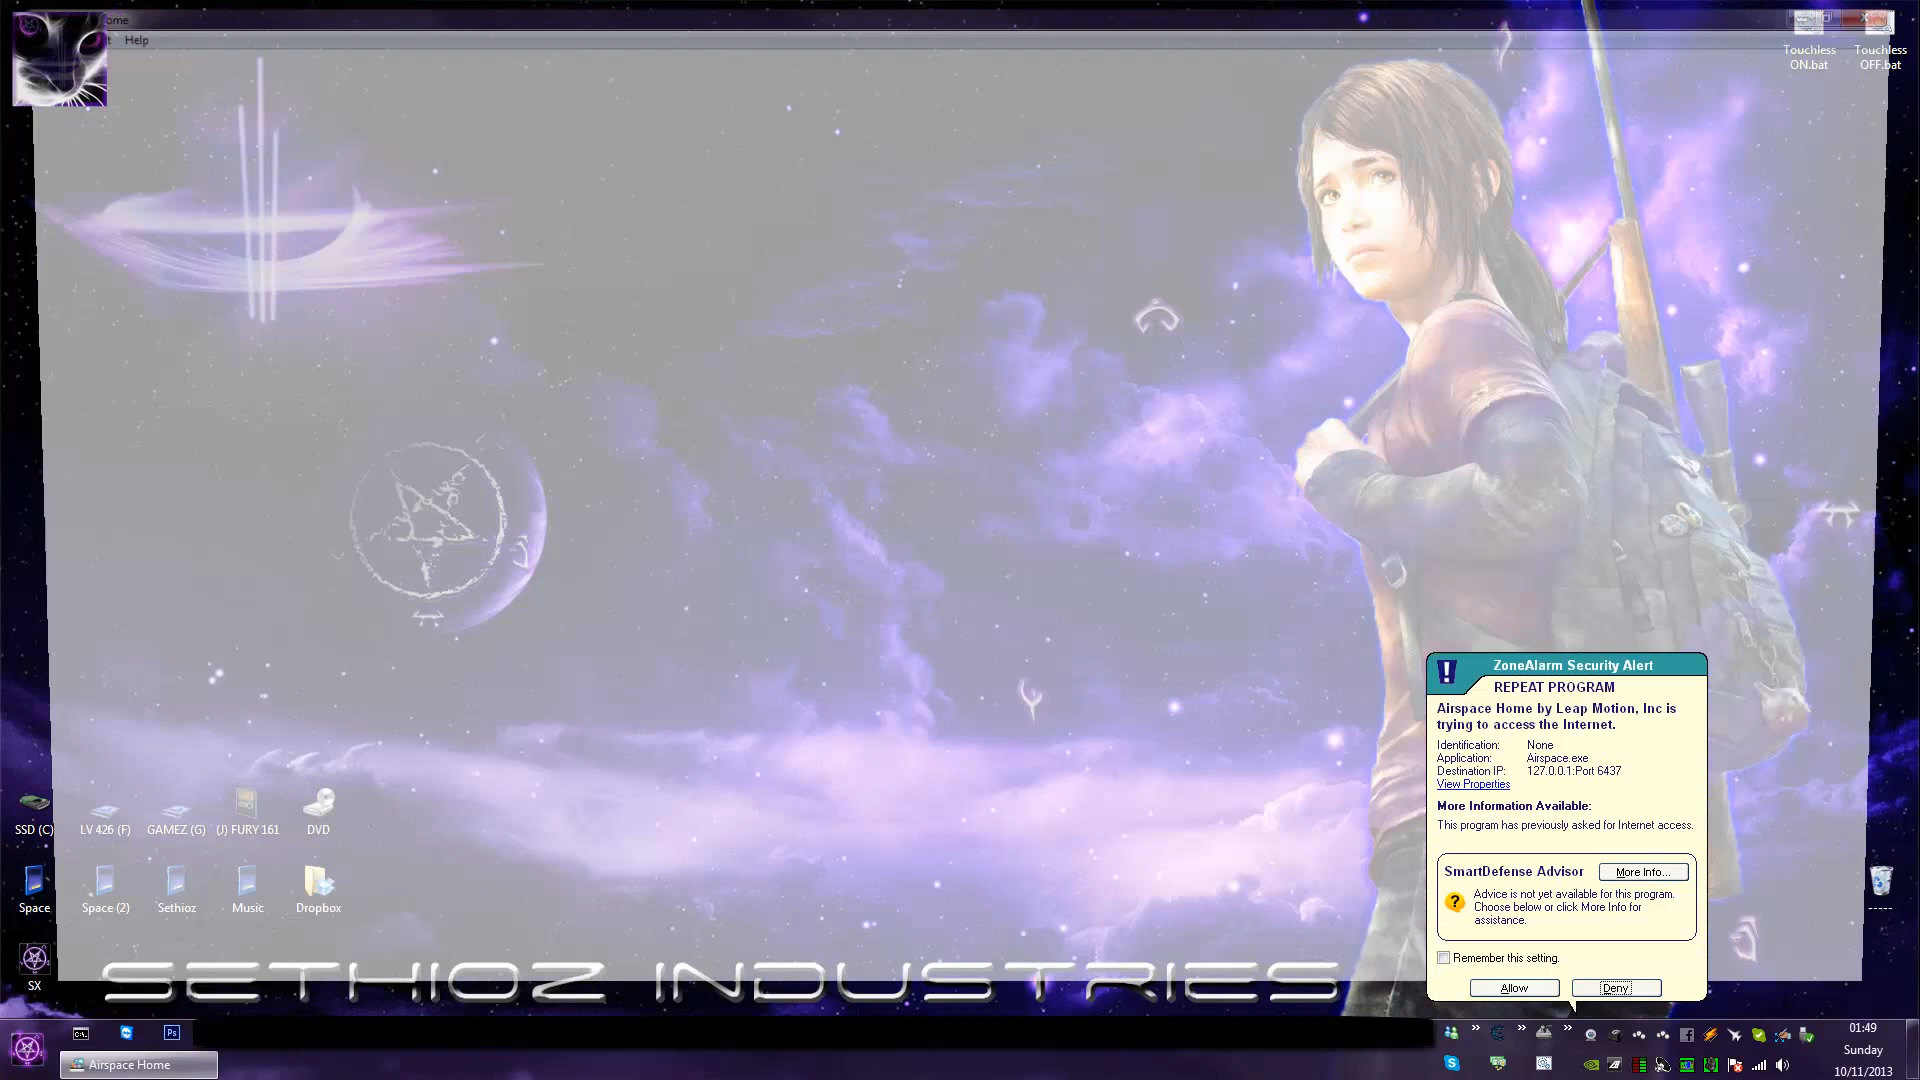 ome
t Help
Touchless ON.bat
Touchless OFF.bat
ZoneAlarm Security Alert
REPEAT PROGRAM
Airspace Home by Leap Motion, Inc is
trying to access the Internet.
Identification: None
Application: Airspace.exe
Destination IP: 127.0.0.1:Port 6437
View Properties
More Information Available:
This program has previously asked for Internet access.
SmartDefense Advisor More Info...
Advice is not yet available for this program.
Choose below or click More Info for
assistance.
Remember this setting.
Allow Deny
SSD (C) LV 426 (F) GAMEZ (G) (J) FURY 161 DVD
Space Space (2) Sethioz Music Dropbox
-----
SX
SETHIOZ INDUSTRIES
C:\. Ps
Airspace Home
01:49
Sunday
10/11/2013